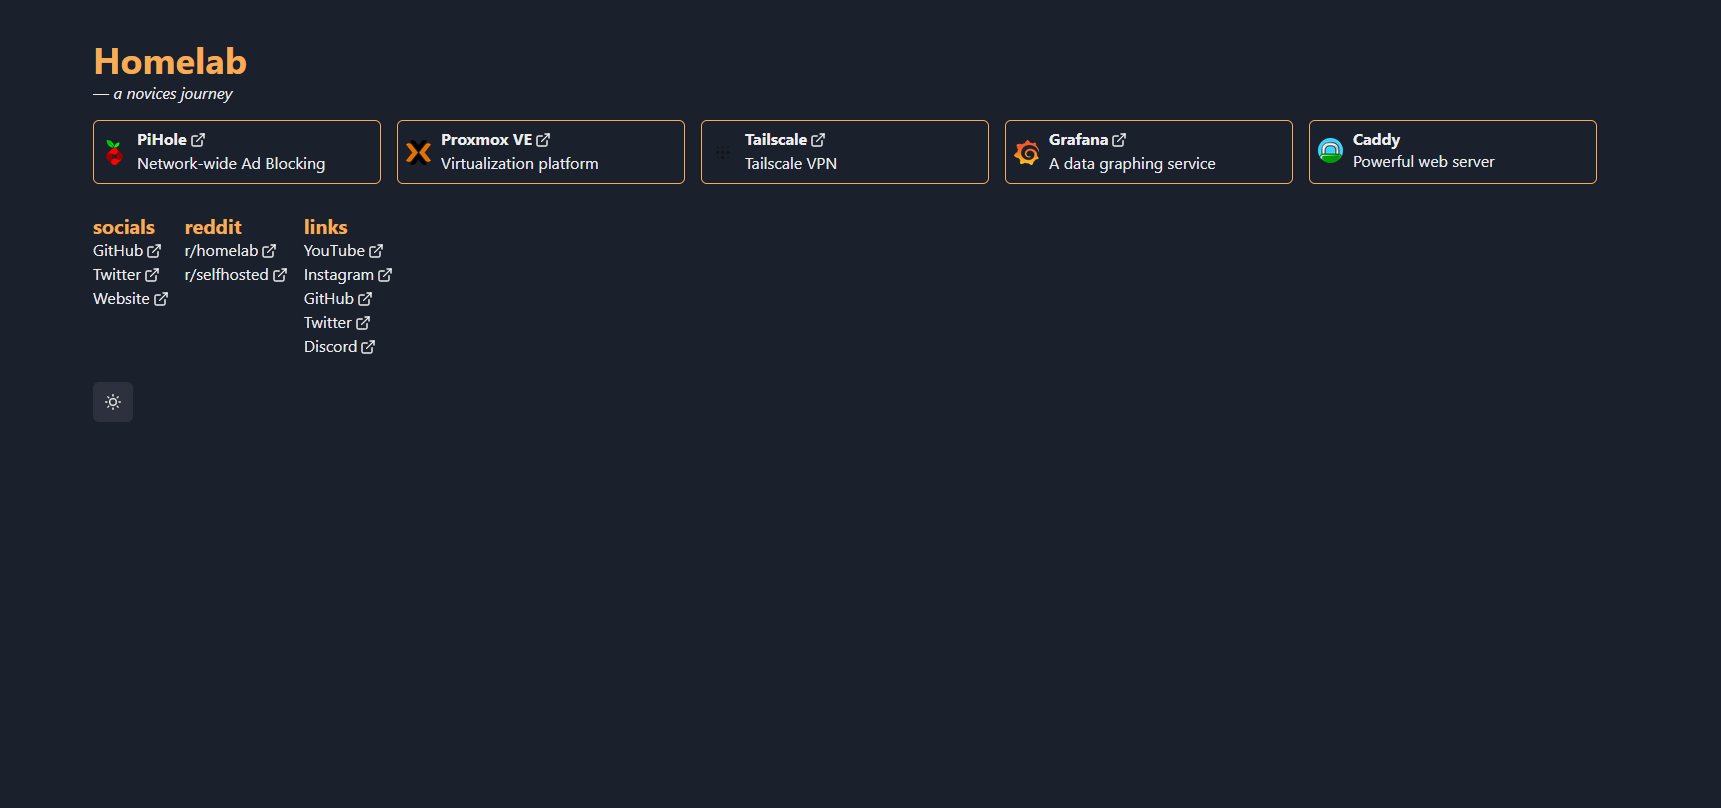 Homelab
— a novices journey
PiHole
Network-wide Ad Blocking
Proxmox VE
Virtualization platform
Tailscale
Tailscale VPN
Grafana
A data graphing service
Caddy
Powerful web server
socials
GitHub
Twitter
Website
reddit
r/homelab
r/selfhosted
links
YouTube
Instagram
GitHub
Twitter
Discord